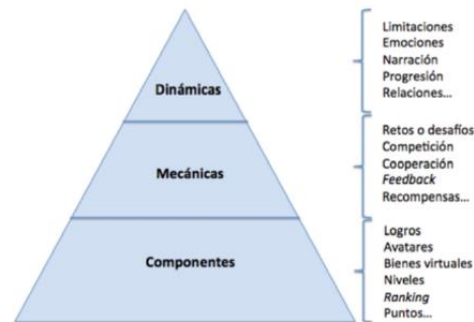 Dinámicas
Limitaciones
Emociones
Narración
Progresión
Relaciones...
Mecánicas
Retos o desafíos
Competición
Cooperación
Feedback
Recompensas...
Componentes
Logros
Avatares
Bienes virtuales
Niveles
Ranking
Puntos...